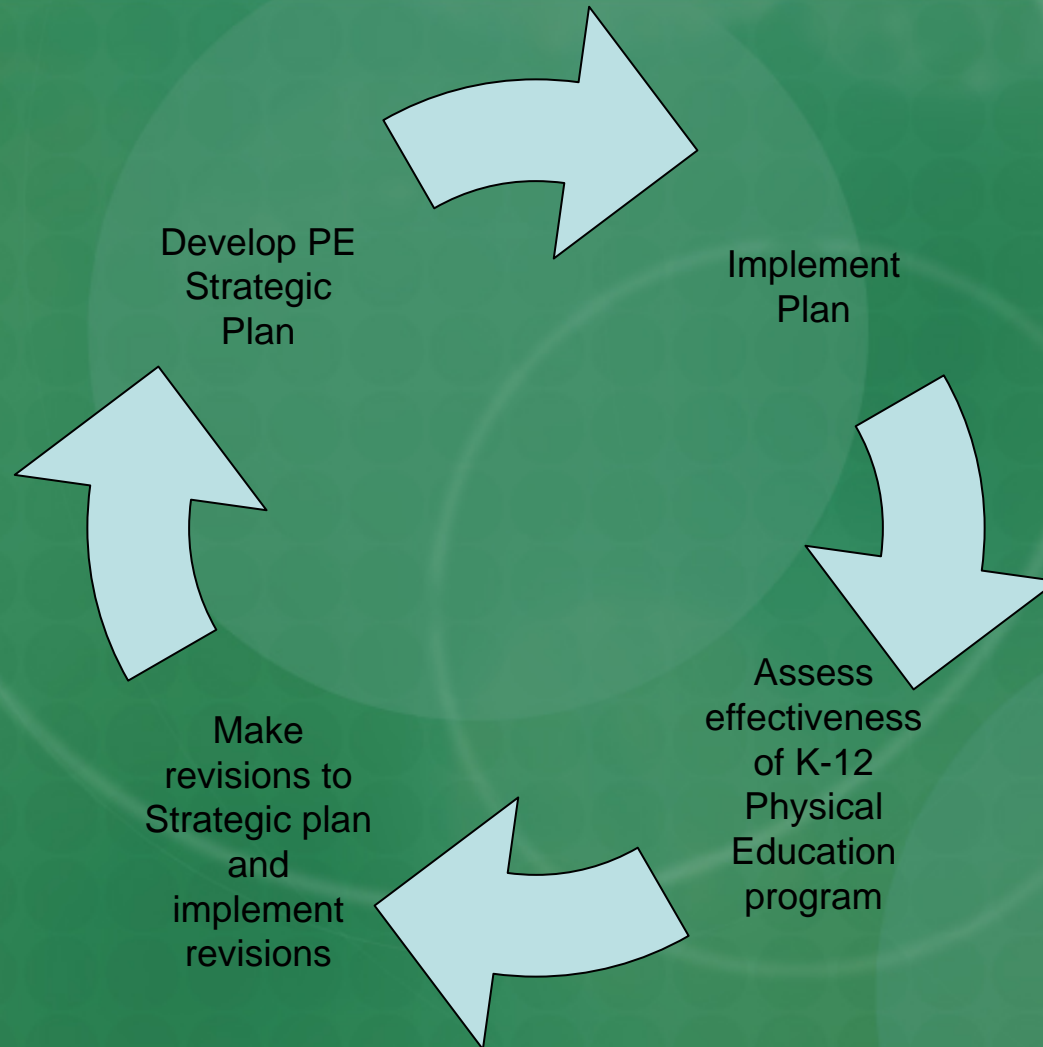 Develop PE
Strategic
Plan
Implement
Plan
Assess
effectiveness
of K-12
Physical
Education
program
Make
revisions to
Strategic plan
and
implement
revisions